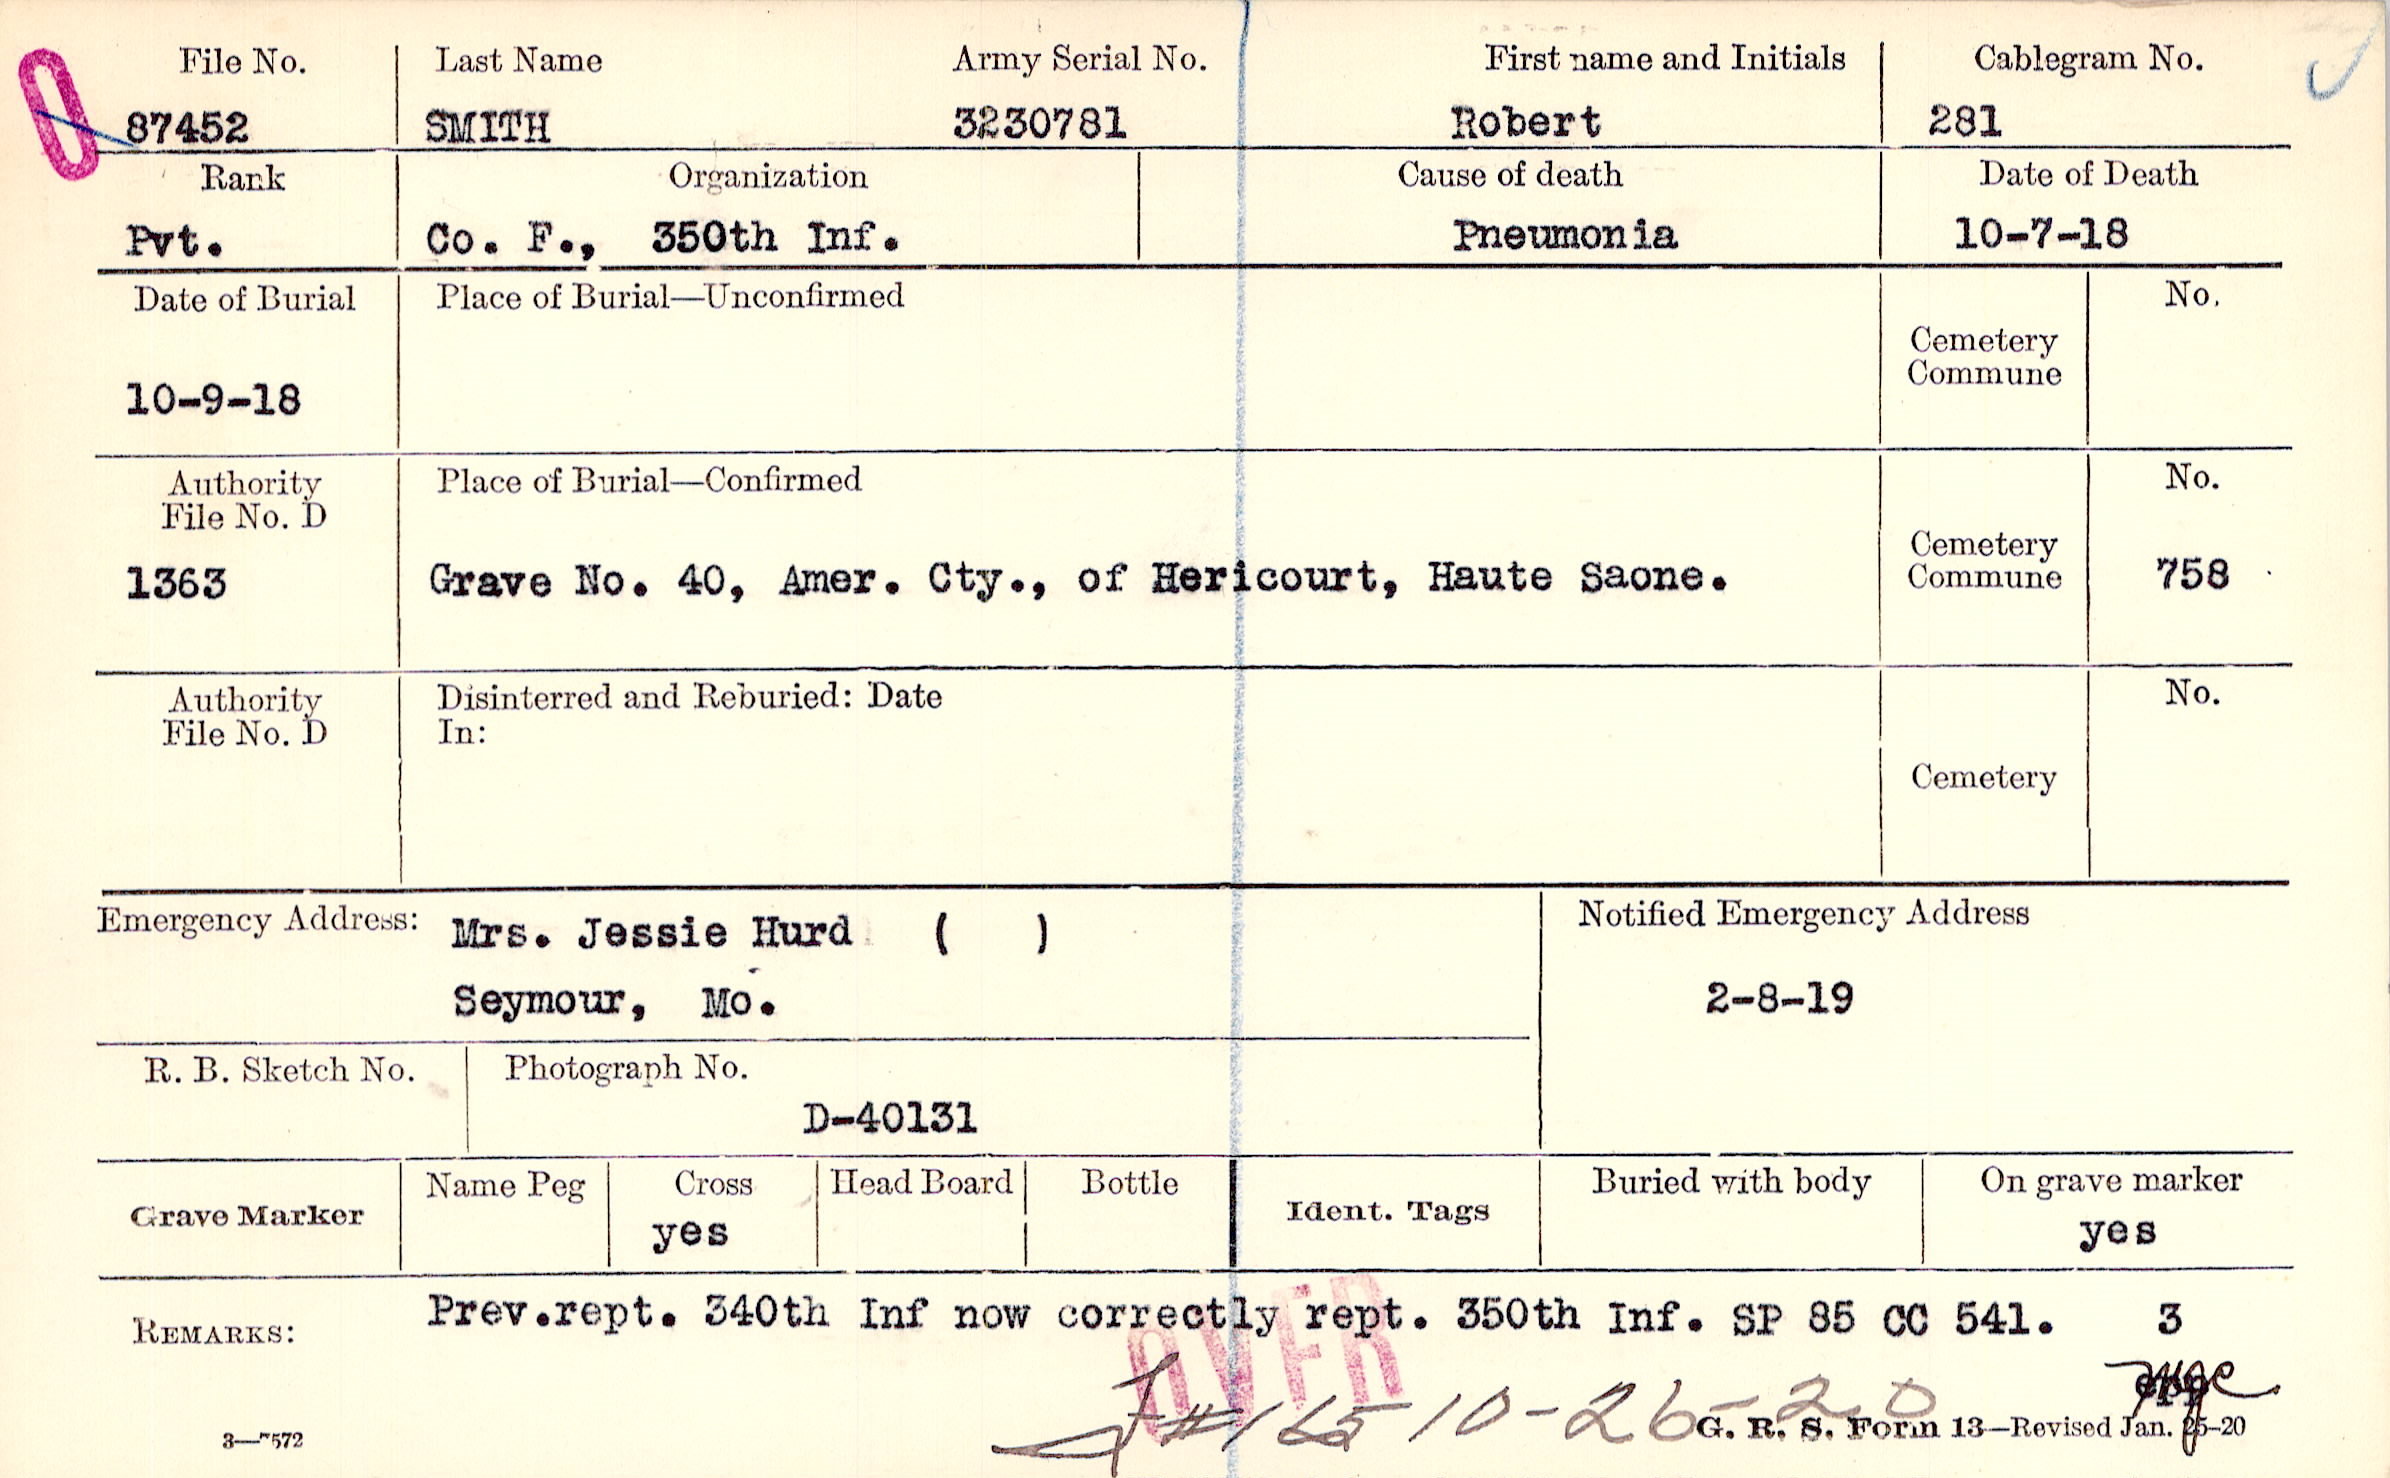 File No. Last Name Army Serial No. First name and Initials Cablegram No.
87452 SMITH 3230781 Robert 281
Rank Organization Cause of death Date of Death
Pvt. Co. F., 350th Inf. Pneumonia 10-7-18
Date of Burial Place of Burial—Unconfirmed No.
Cemetery
Commune
10-9-18
Authority Place of Burial—Confirmed No.
File No. D
Cemetery
1363 Grave No. 40, Amer. Cty., of Hericourt, Haute Saone. Commune 758
Authority Disinterred and Reburied: Date No.
File No. D In:
Cemetery
Emergency Address: Mrs. Jessie Hurd ( ) Notified Emergency Address
Seymour, Mo. 2-8-19
R. B. Sketch No. Photograph No.
D-40131
Name Peg Cross Head Board Bottle Buried with body On grave marker
Grave Marker yes Ident. Tags yes
REMARKS: Prev.rept. 340th Inf now correctly rept. 350th Inf. SP 85 CC 541. 3
OVER
#165 10-26-20
3—7572 G. R. S. Form 13—Revised Jan. 25-20